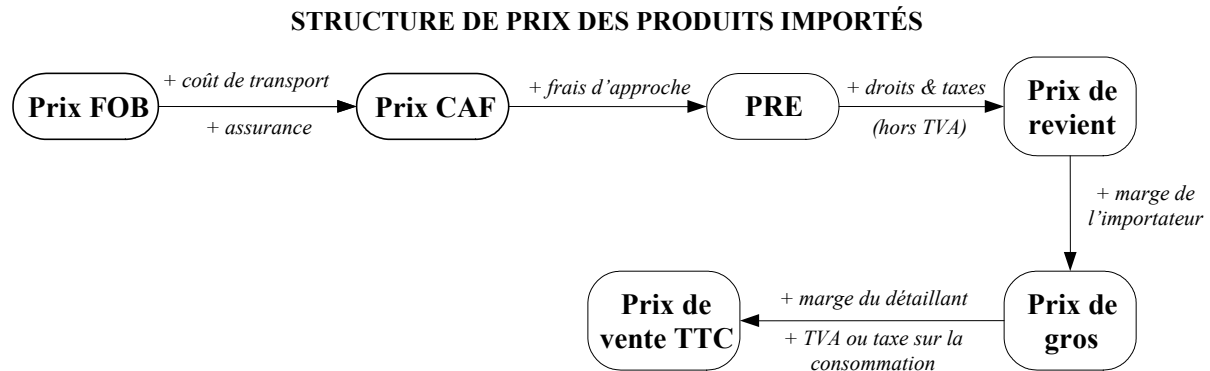 STRUCTURE DE PRIX DES PRODUITS IMPORTÉS
Prix FOB
+ coût de transport
+ assurance
Prix CAF
+ frais d’approche
PRE
+ droits & taxes
(hors TVA)
Prix de
revient
+ marge de
l’importateur
Prix de
gros
+ marge du détaillant
+ TVA ou taxe sur la
consommation
Prix de
vente TTC